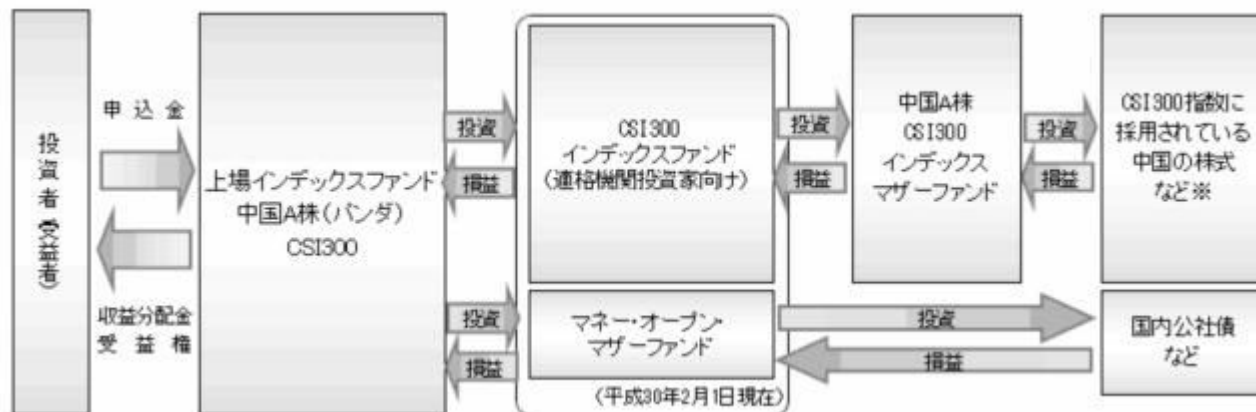 投資者(受益者)
申込金
収益分配金
受益権
上場インデックスファンド
中国A株(パンダ)
CSI300
投資
損益
投資
損益
CSI300
インデックスファンド
(適格機関投資家向け)
マネー・オープン・
マザーファンド
(平成30年2月1日現在)
投資
損益
中国A株
CSI300
インデックス
マザーファンド
投資
損益
CSI300指数に
採用されている
中国の株式
など※
投資
損益
国内公社債
など